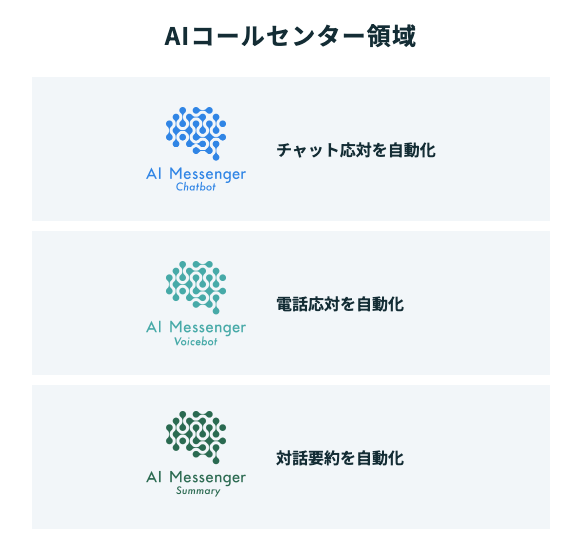 AIコールセンター領域
AI Messenger
Chatbot
チャット応対を自動化
AI Messenger
Voicebot
電話応対を自動化
AI Messenger
Summary
対話要約を自動化